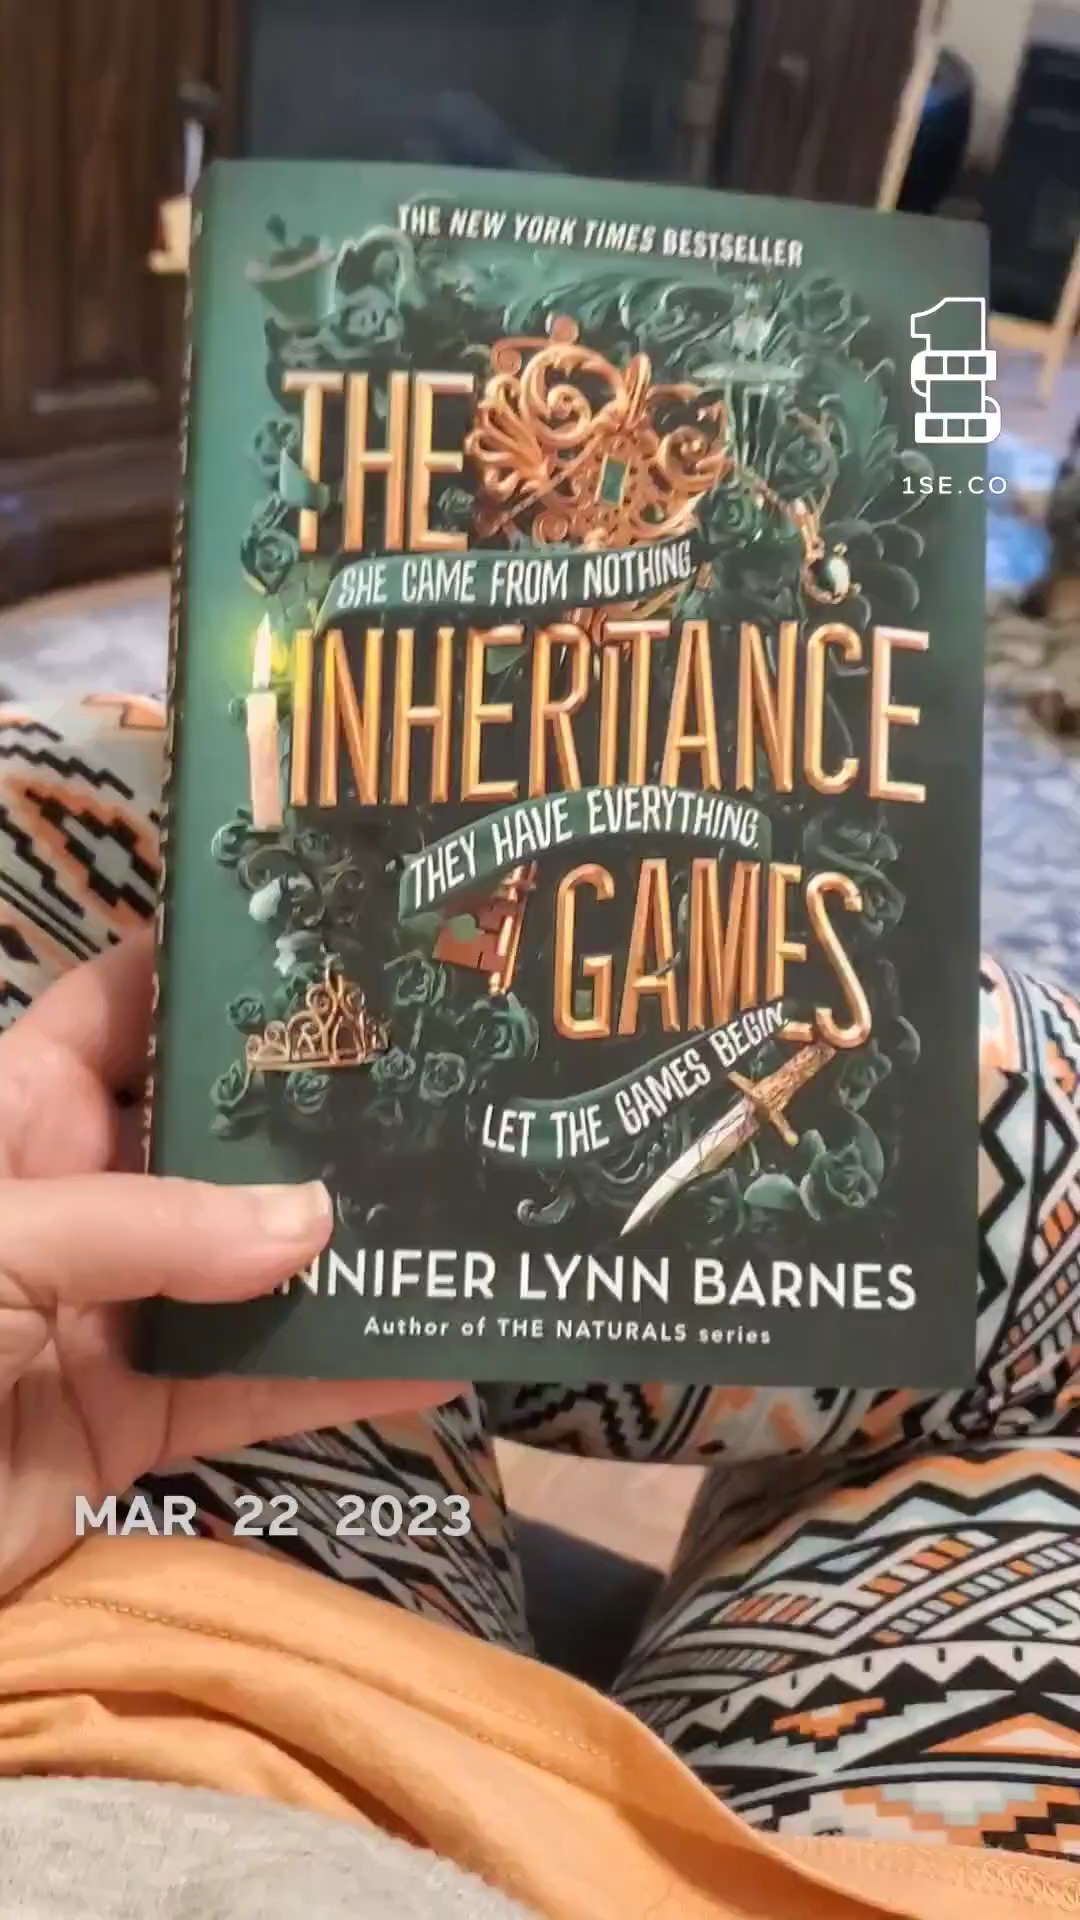 THE NEW YORK TIMES BESTSELLER
THE
SHE CAME FROM NOTHING.
INHERITANCE
THEY HAVE EVERYTHING.
GAMES
LET THE GAMES BEGIN.
NNIFER LYNN BARNES
Author of THE NATURALS series
1SE.CO
MAR 22 2023